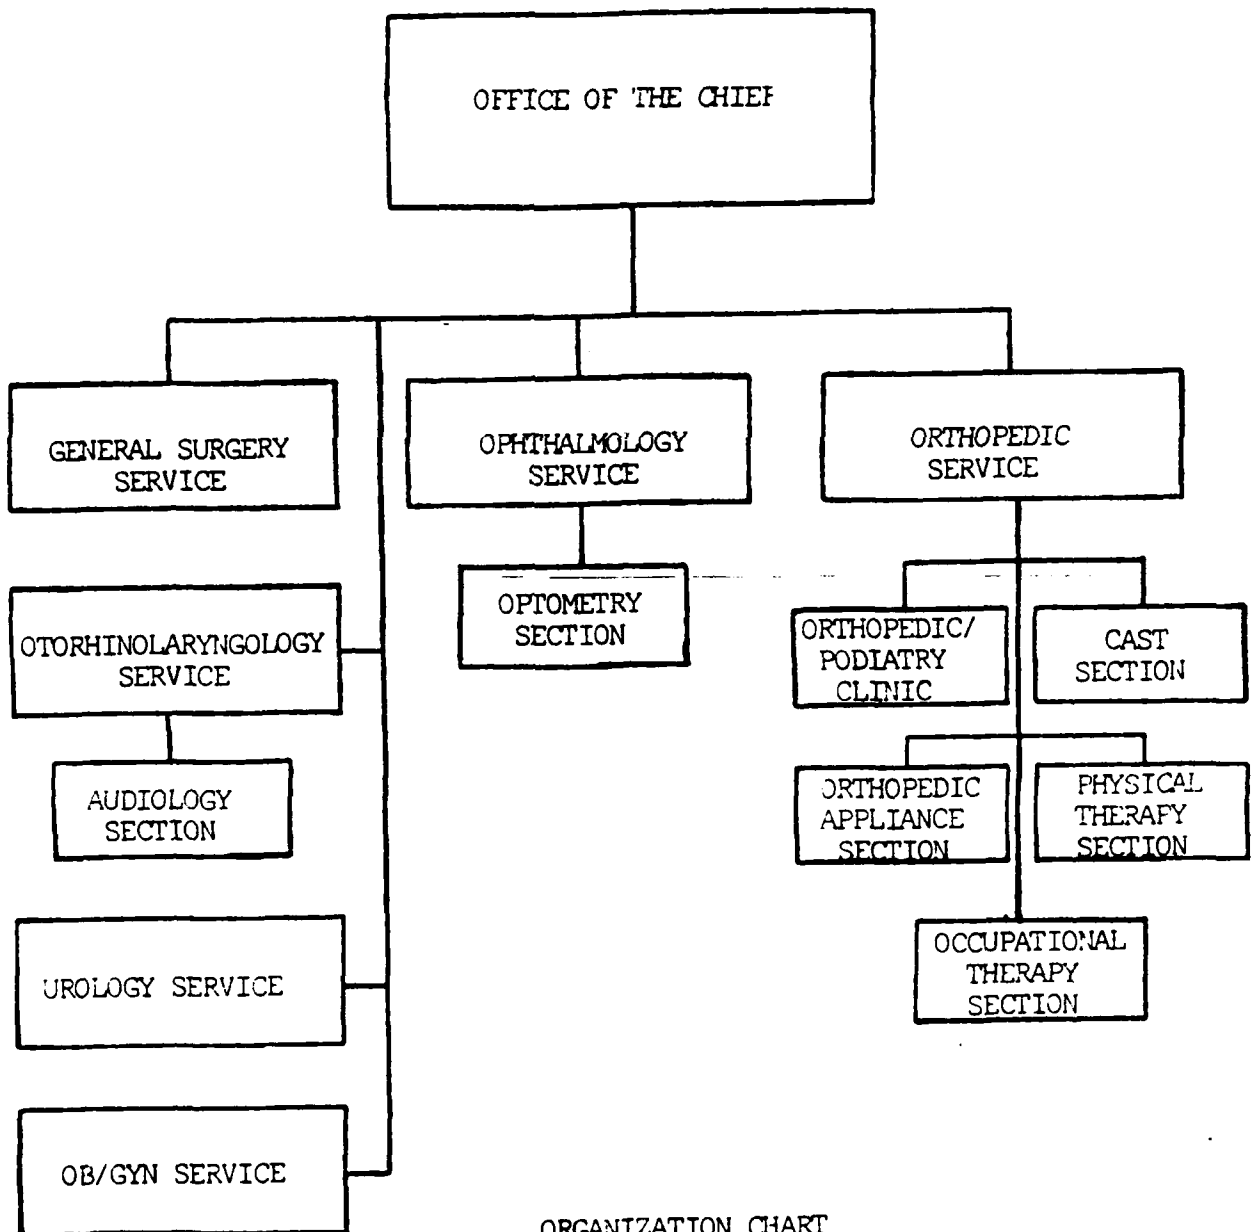 OFFICE OF THE CHIEF
GENERAL SURGERY
SERVICE
OPHTHALMOLOGY
SERVICE
ORTHOPEDIC
SERVICE
OTORHINOLARYNGOLOGY
SERVICE
AUDIOLOGY
SECTION
UROLOGY SERVICE
OB/GYN SERVICE
OPTOMETRY
SECTION
ORTHOPEDIC/
PODIATRY
CLINIC
CAST
SECTION
ORTHOPEDIC
APPLIANCE
SECTION
PHYSICAL
THERAPY
SECTION
OCCUPATIONAL
THERAPY
SECTION
ORGANIZATION CHART